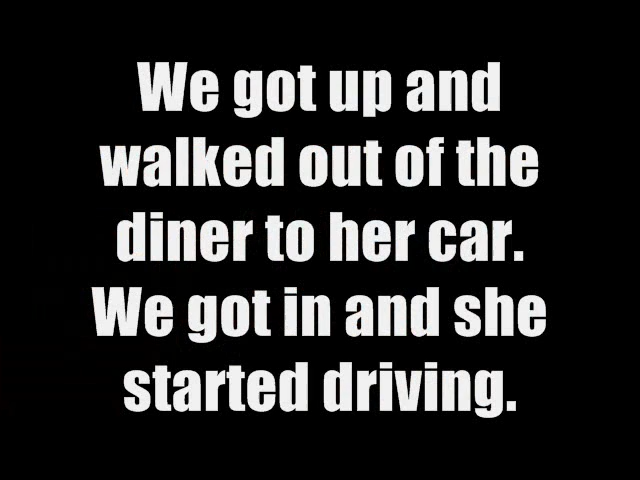 We got up and
walked out of the
diner to her car.
We got in and she
started driving.